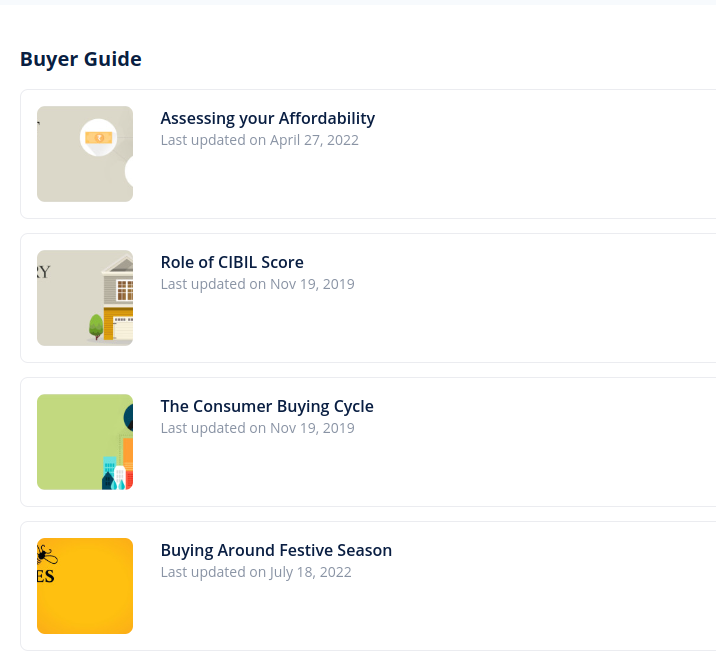 Buyer Guide
Assessing your Affordability
Last updated on April 27, 2022
RY
Role of CIBIL Score
Last updated on Nov 19, 2019
The Consumer Buying Cycle
Last updated on Nov 19, 2019
ES
Buying Around Festive Season
Last updated on July 18, 2022